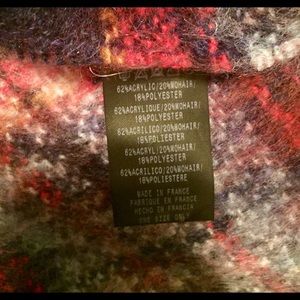 62%ACRYLIC/20%MOHAIR/
18%POLYESTER
62%ACRYLIQUE/20%MOHAIR/
18%POLYESTER
62%ACRILICO/20%MOHAIR/
18%POLIESTER
62%ACRYL/20%MOHAIR/
18%POLYESTER
62%ACRILICO/20%MOHAIR/
18%POLIESTERE
MADE IN FRANCE
FABRIQUE EN FRANCE
HECHO EN FRANCIA
ONE SIZE ONLY